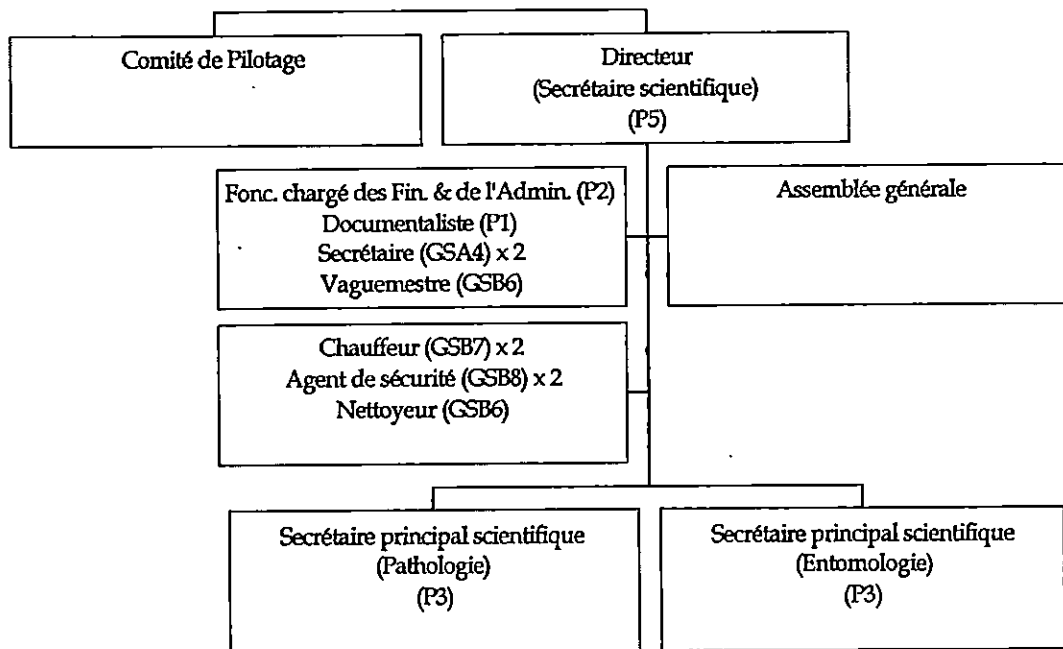 Comité de Pilotage
Directeur
(Secrétaire scientifique)
(P5)
Fonc. chargé des Fin. & de l'Admin. (P2)
Documentaliste (P1)
Secrétaire (GSA4) x 2
Vaguemestre (GSB6)
Assemblée générale
Chauffeur (GSB7) x 2
Agent de sécurité (GSB8) x 2
Nettoyeur (GSB6)
Secrétaire principal scientifique
(Pathologie)
(P3)
Secrétaire principal scientifique
(Entomologie)
(P3)